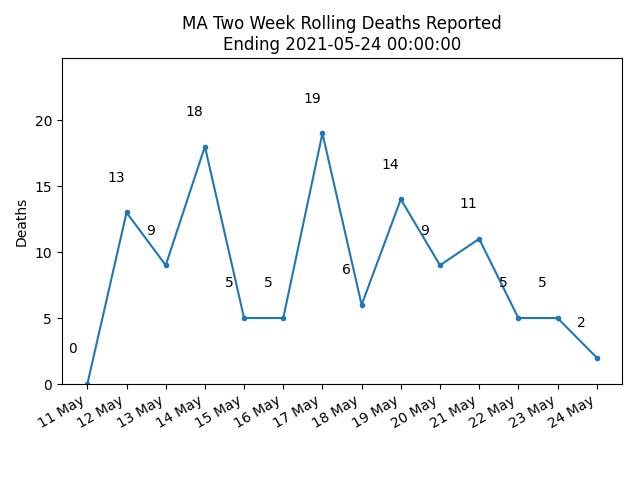 MA Two Week Rolling Deaths Reported
Ending 2021-05-24 00:00:00
Deaths
20
15
10
5
0
0
13
9
18
5
5
19
6
14
9
11
5
5
2
11 May
12 May
13 May
14 May
15 May
16 May
17 May
18 May
19 May
20 May
21 May
22 May
23 May
24 May